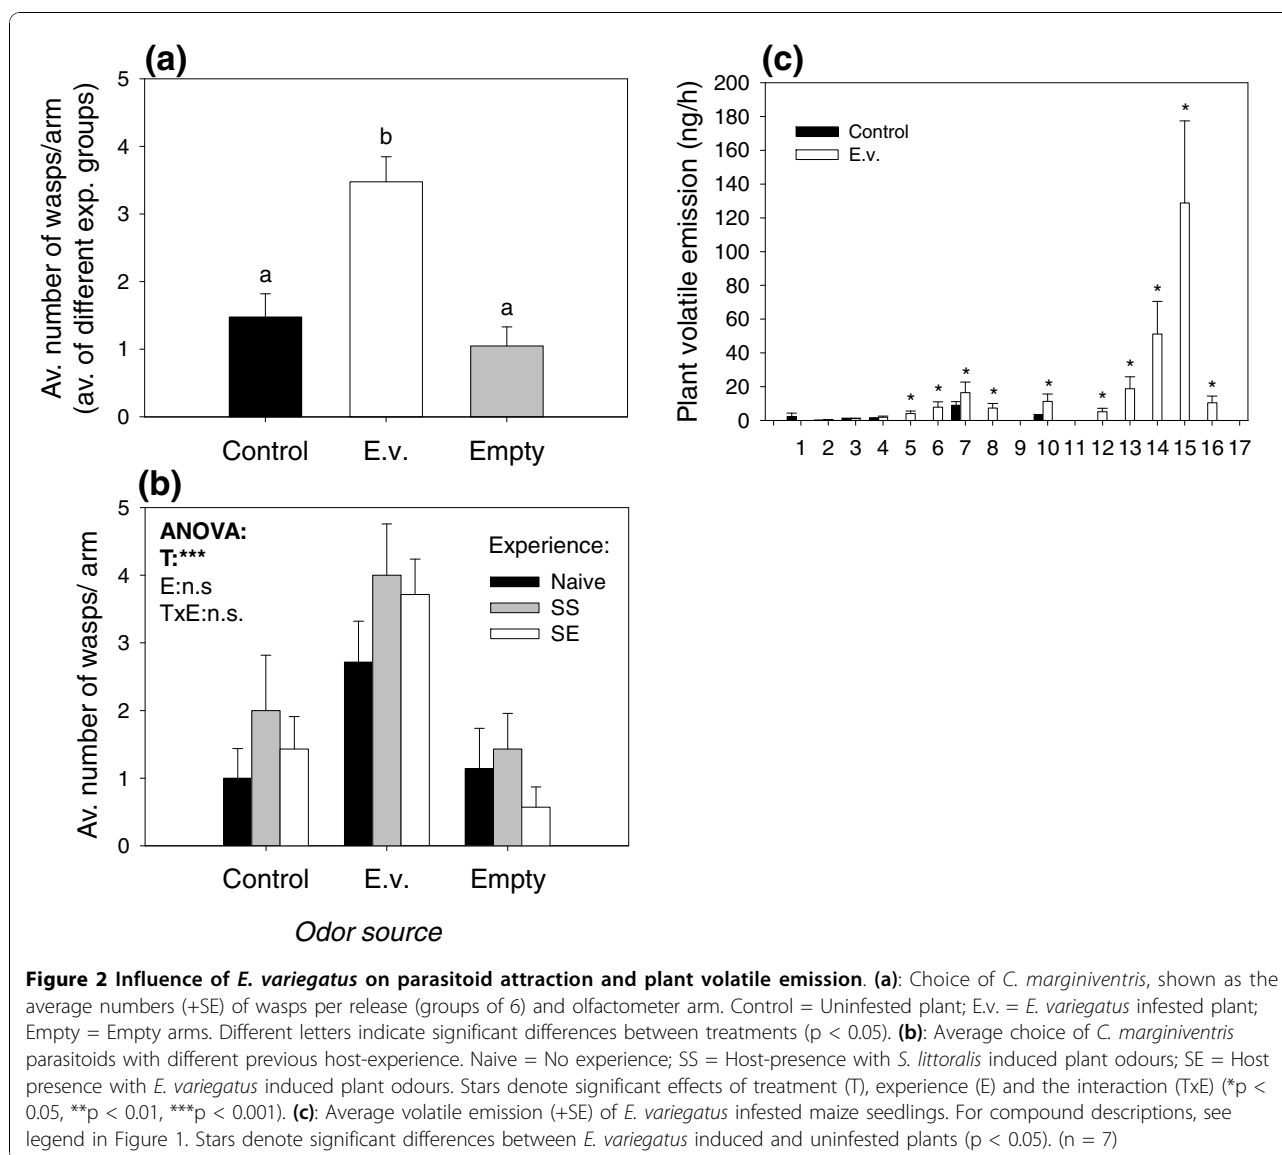 (a)
Av. number of wasps/arm
(av. of different exp. groups)
5
4
3
2
1
0
a
b
a
Control E.v. Empty
(c)
Plant volatile emission (ng/h)
200
180
160
140
120
100
80
60
40
20
0
Control
E.v.
* * * * * * * * * *
1 2 3 4 5 6 7 8 9 10 11 12 13 14 15 16 17
(b)
Av. number of wasps/ arm
5
4
3
2
1
0
ANOVA:
T:***
E:n.s
TxE:n.s.
Experience:
Naive
SS
SE
Control E.v. Empty
Odor source
Figure 2 Influence of E. variegatus on parasitoid attraction and plant volatile emission. (a): Choice of C. marginiventris, shown as the
average numbers (+SE) of wasps per release (groups of 6) and olfactometer arm. Control = Uninfested plant; E.v. = E. variegatus infested plant;
Empty = Empty arms. Different letters indicate significant differences between treatments (p < 0.05). (b): Average choice of C. marginiventris
parasitoids with different previous host-experience. Naive = No experience; SS = Host-presence with S. littoralis induced plant odours; SE = Host
presence with E. variegatus induced plant odours. Stars denote significant effects of treatment (T), experience (E) and the interaction (TxE) (*p <
0.05, **p < 0.01, ***p < 0.001). (c): Average volatile emission (+SE) of E. variegatus infested maize seedlings. For compound descriptions, see
legend in Figure 1. Stars denote significant differences between E. variegatus induced and uninfested plants (p < 0.05). (n = 7)